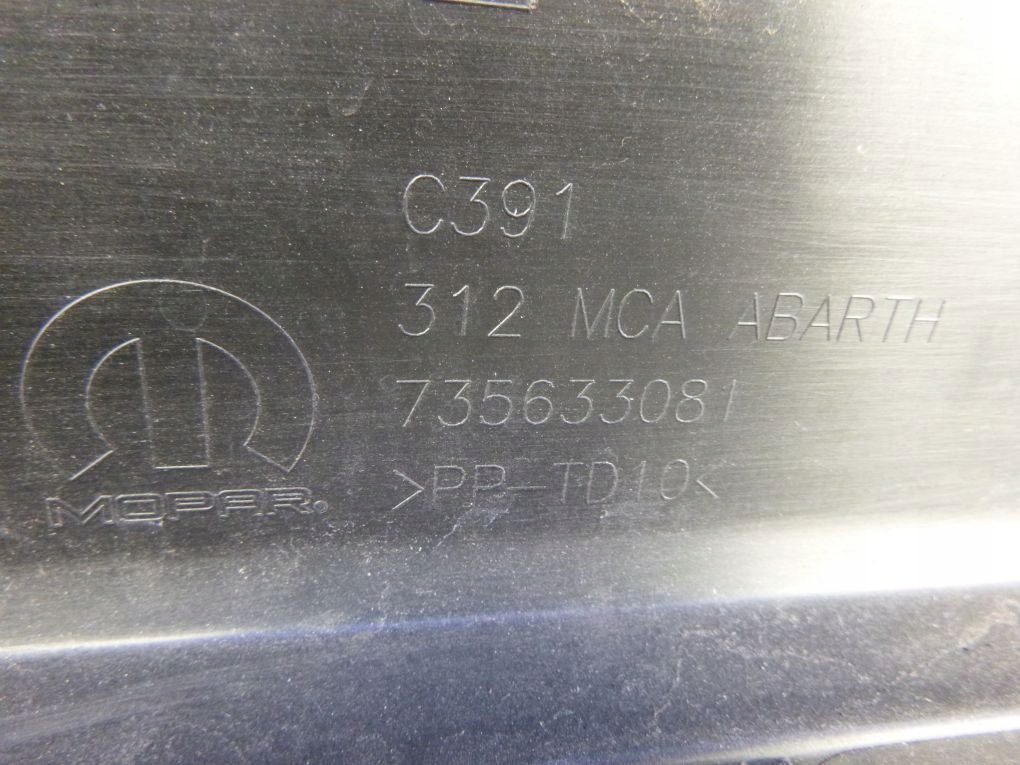 C391
312 MCA ABARTH
735633081
>PP-TD10<
MOPAR®